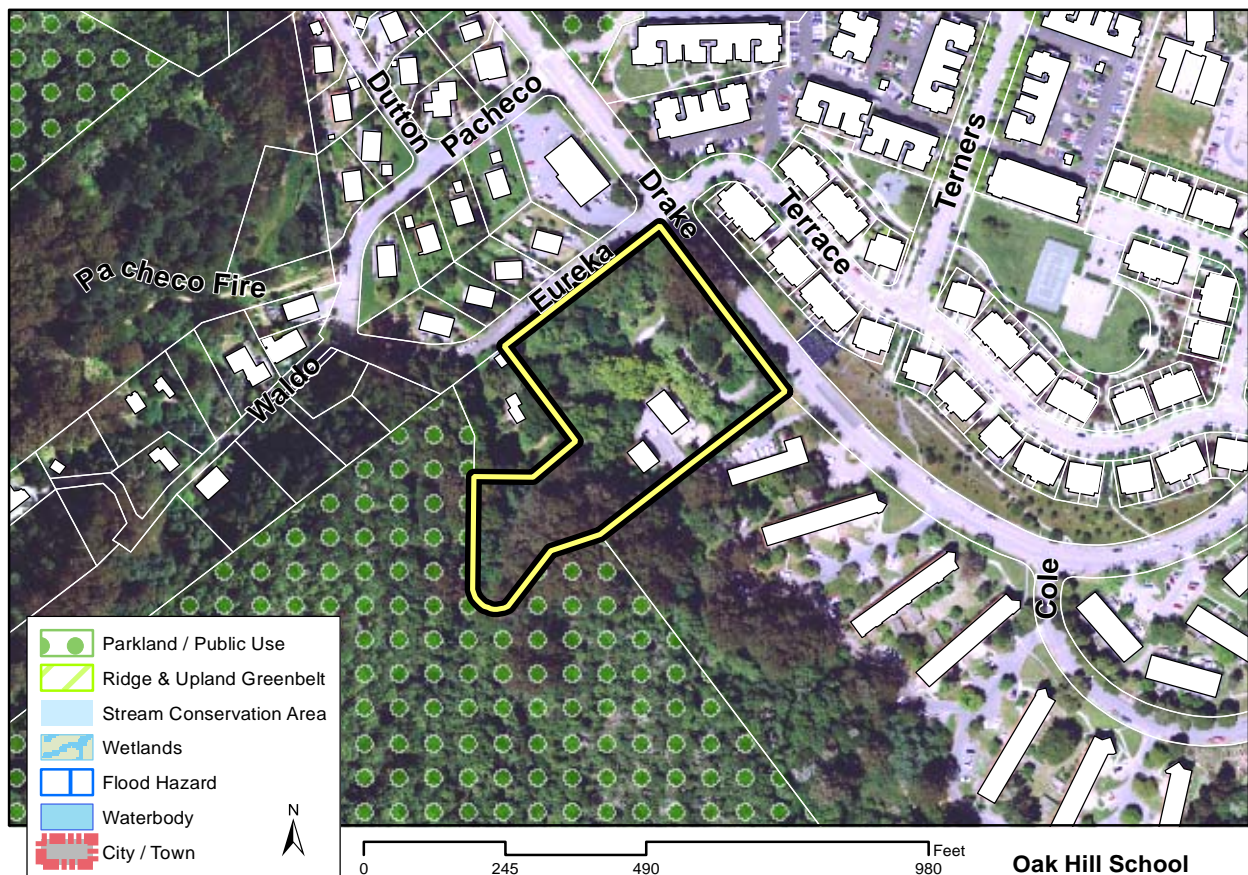 Dutton
Pacheco
Drake
Terrace
Terners
Eureka
Pa checo Fire
Waldo
Cole
Parkland / Public Use
Ridge & Upland Greenbelt
Stream Conservation Area
Wetlands
Flood Hazard
Waterbody
City / Town
N
Feet
0 245 490 980
Oak Hill School